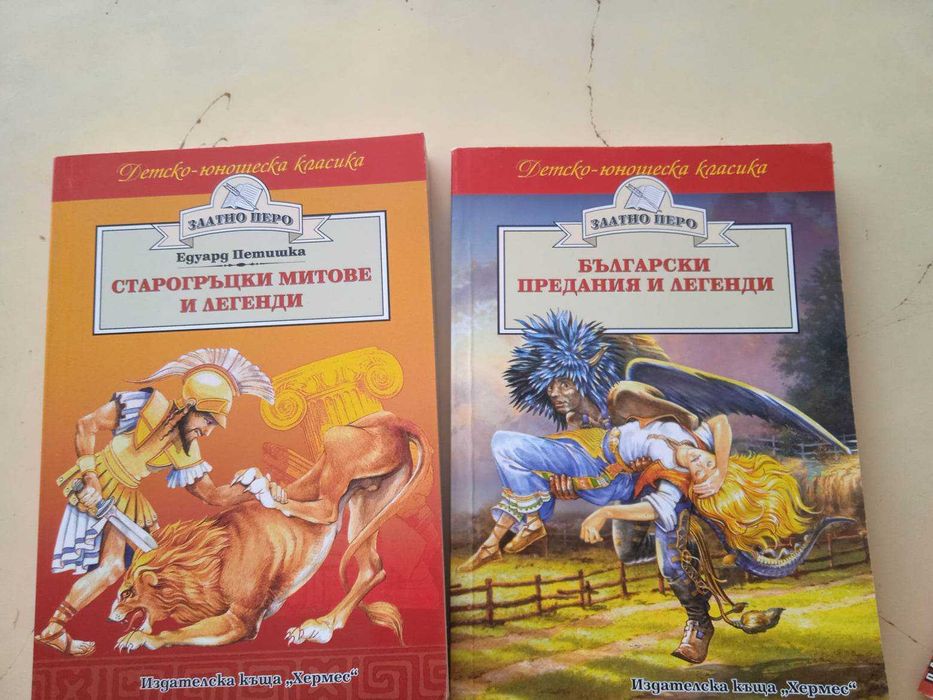 Детско-юношеска класика
ЗЛАТНО ПЕРО
Едуард Петишка
СТАРОГРЪЦКИ МИТОВЕ
И ЛЕГЕНДИ
Издателска къща „Хермес“
Детско-юношеска класика
ЗЛАТНО ПЕРО
БЪЛГАРСКИ
ПРЕДАНИЯ И ЛЕГЕНДИ
Издателска къща „Хермес“